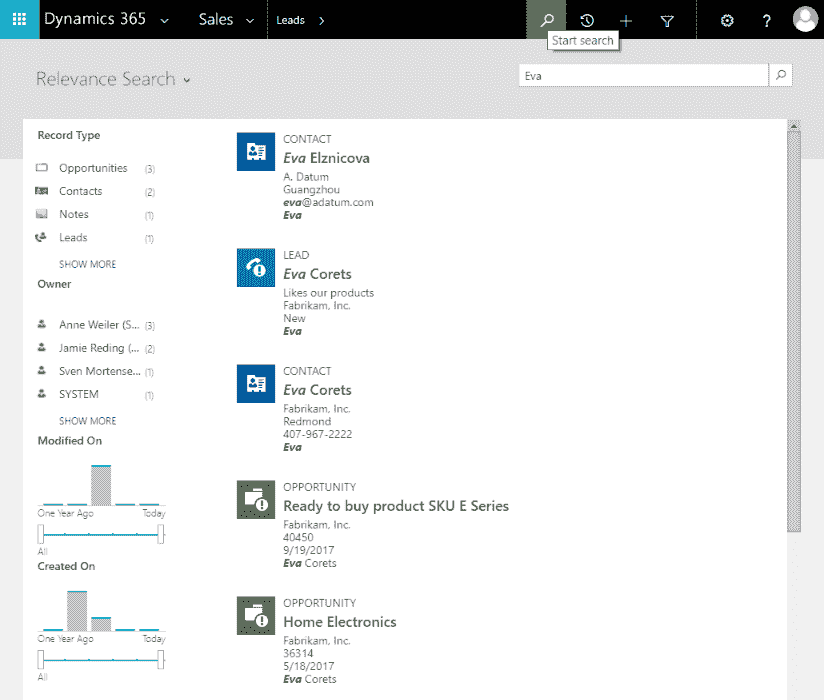 Dynamics 365 Sales Leads
Start search
Relevance Search
Eva
Record Type
Opportunities (3)
Contacts (2)
Notes (1)
Leads (1)
SHOW MORE
Owner
Anne Weiler (S... (3)
Jamie Reding (... (2)
Sven Mortense... (1)
SYSTEM (1)
SHOW MORE
Modified On
One Year Ago Today
All
Created On
One Year Ago Today
All
CONTACT
Eva Elznicova
A. Datum
Guangzhou
eva@adatum.com
Eva
LEAD
Eva Corets
Likes our products
Fabrikam, Inc.
New
Eva
CONTACT
Eva Corets
Fabrikam, Inc.
Redmond
407-967-2222
Eva
OPPORTUNITY
Ready to buy product SKU E Series
Fabrikam, Inc.
40450
9/19/2017
Eva Corets
OPPORTUNITY
Home Electronics
Fabrikam, Inc.
36314
5/18/2017
Eva Corets